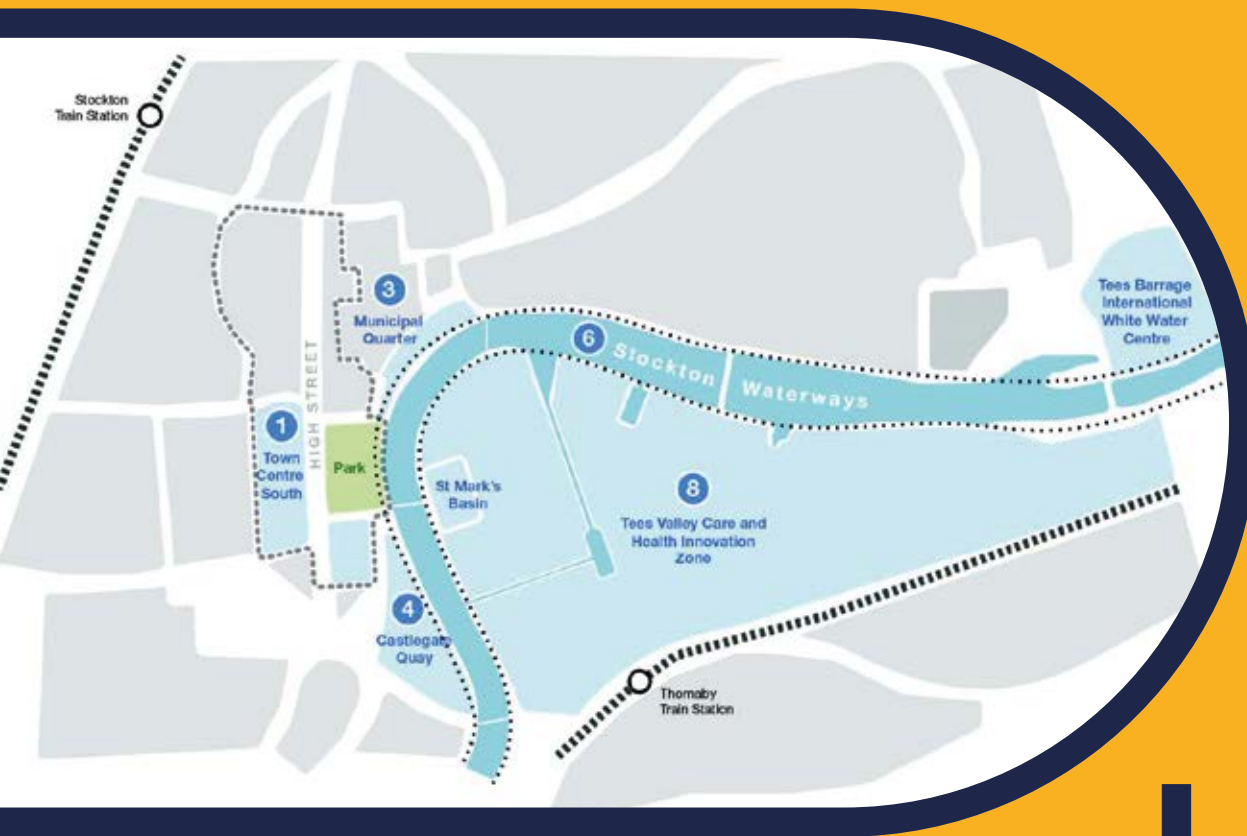 Stockton
Train Station
3
Municipal
Quarter
6
Stockton Waterways
Tees Barrage
International
White Water
Centre
HIGH STREET
1
Town
Centre
South
Park
St Mark's
Basin
8
Tees Valley Care and
Health Innovation
Zone
4
Castlegate
Quay
Thornaby
Train Station